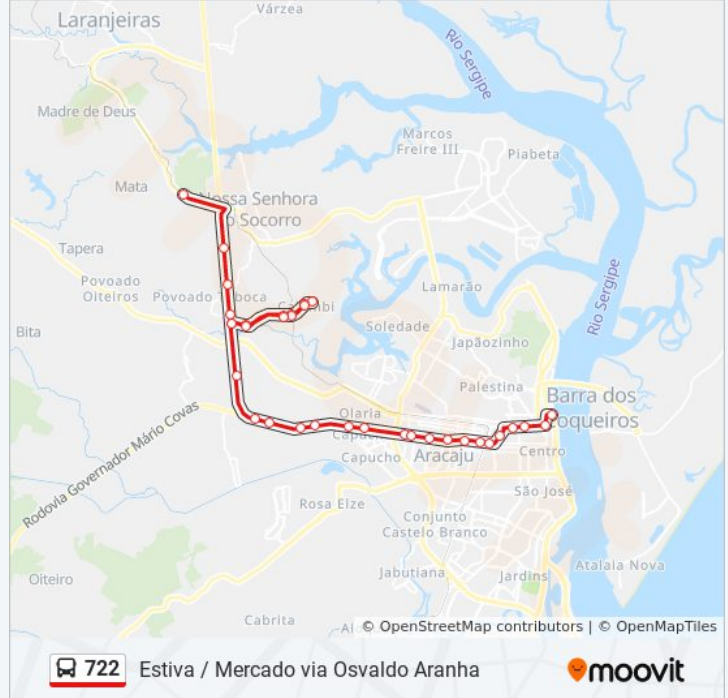 Laranjeiras
Várzea
Rio Sergipe
Madre de Deus
Marcos
Freire III
Piabeta
Mata
Nossa Senhora
Socorro
Tapera
Povoado
Oiteiros
Povoado
Lamarão
Rio Sergipe
Bita
Soledade
Japãozinho
Palestina
Barra dos
Coqueiros
Olaria
Capucho
Aracaju
Centro
Rodovia Governador Mário Covas
Rosa Elze
São José
Conjunto
Castelo Branco
Oiteiro
Jabutiana
Jardins
Atalaia Nova
Cabrita
© OpenStreetMap contributors | © OpenMapTiles
722 Estiva / Mercado via Osvaldo Aranha
moovit